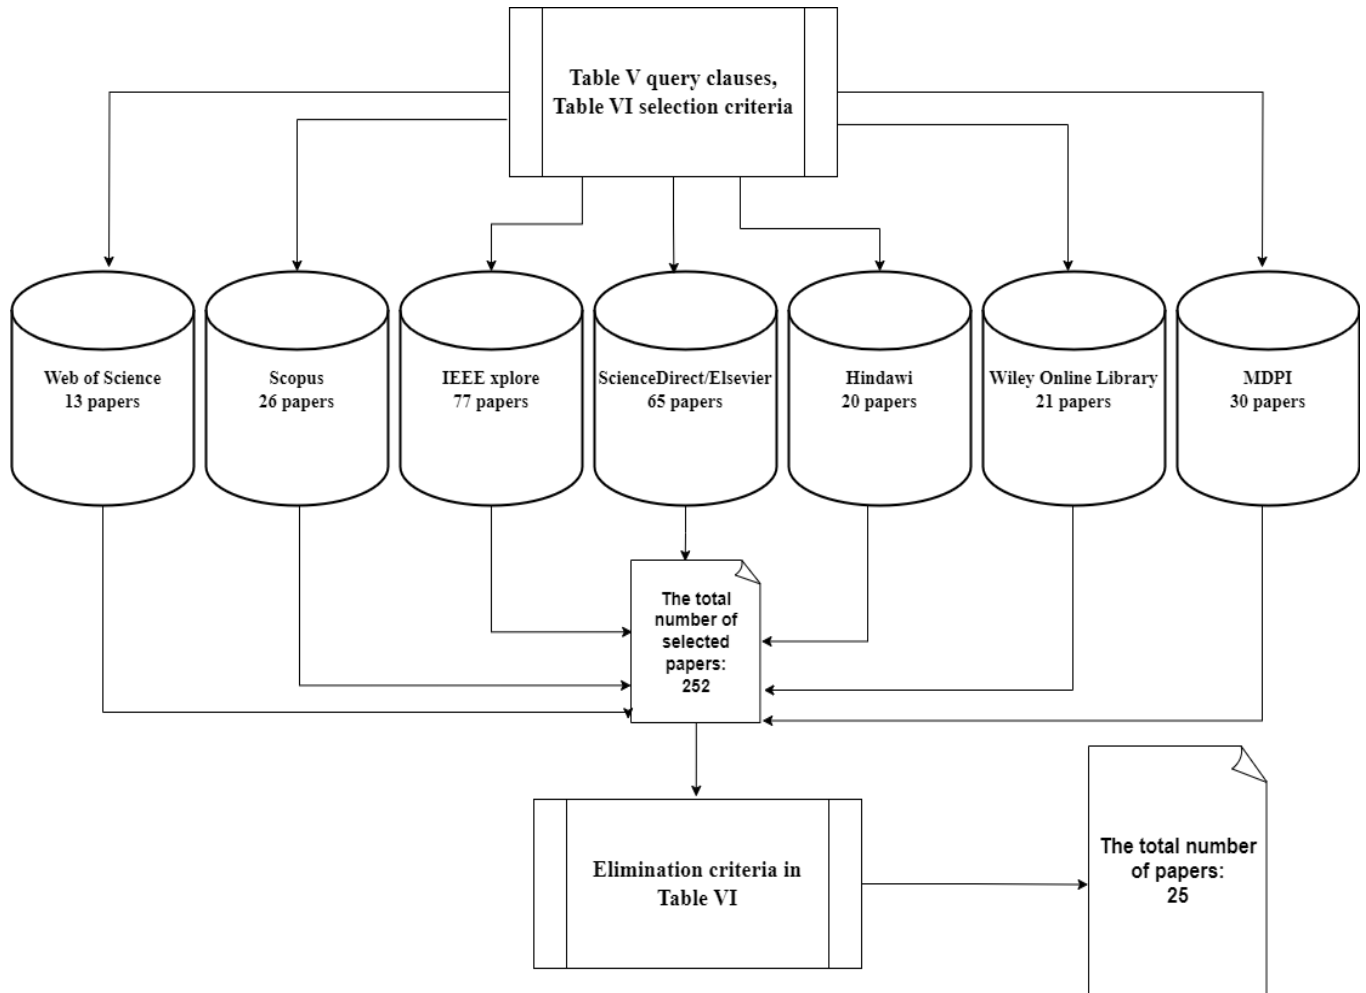 Table V query clauses,
Table VI selection criteria
Web of Science
13 papers
Scopus
26 papers
IEEE xplore
77 papers
ScienceDirect/Elsevier
65 papers
Hindawi
20 papers
Wiley Online Library
21 papers
MDPI
30 papers
The total
number of
selected
papers:
252
Elimination criteria in
Table VI
The total number
of papers:
25